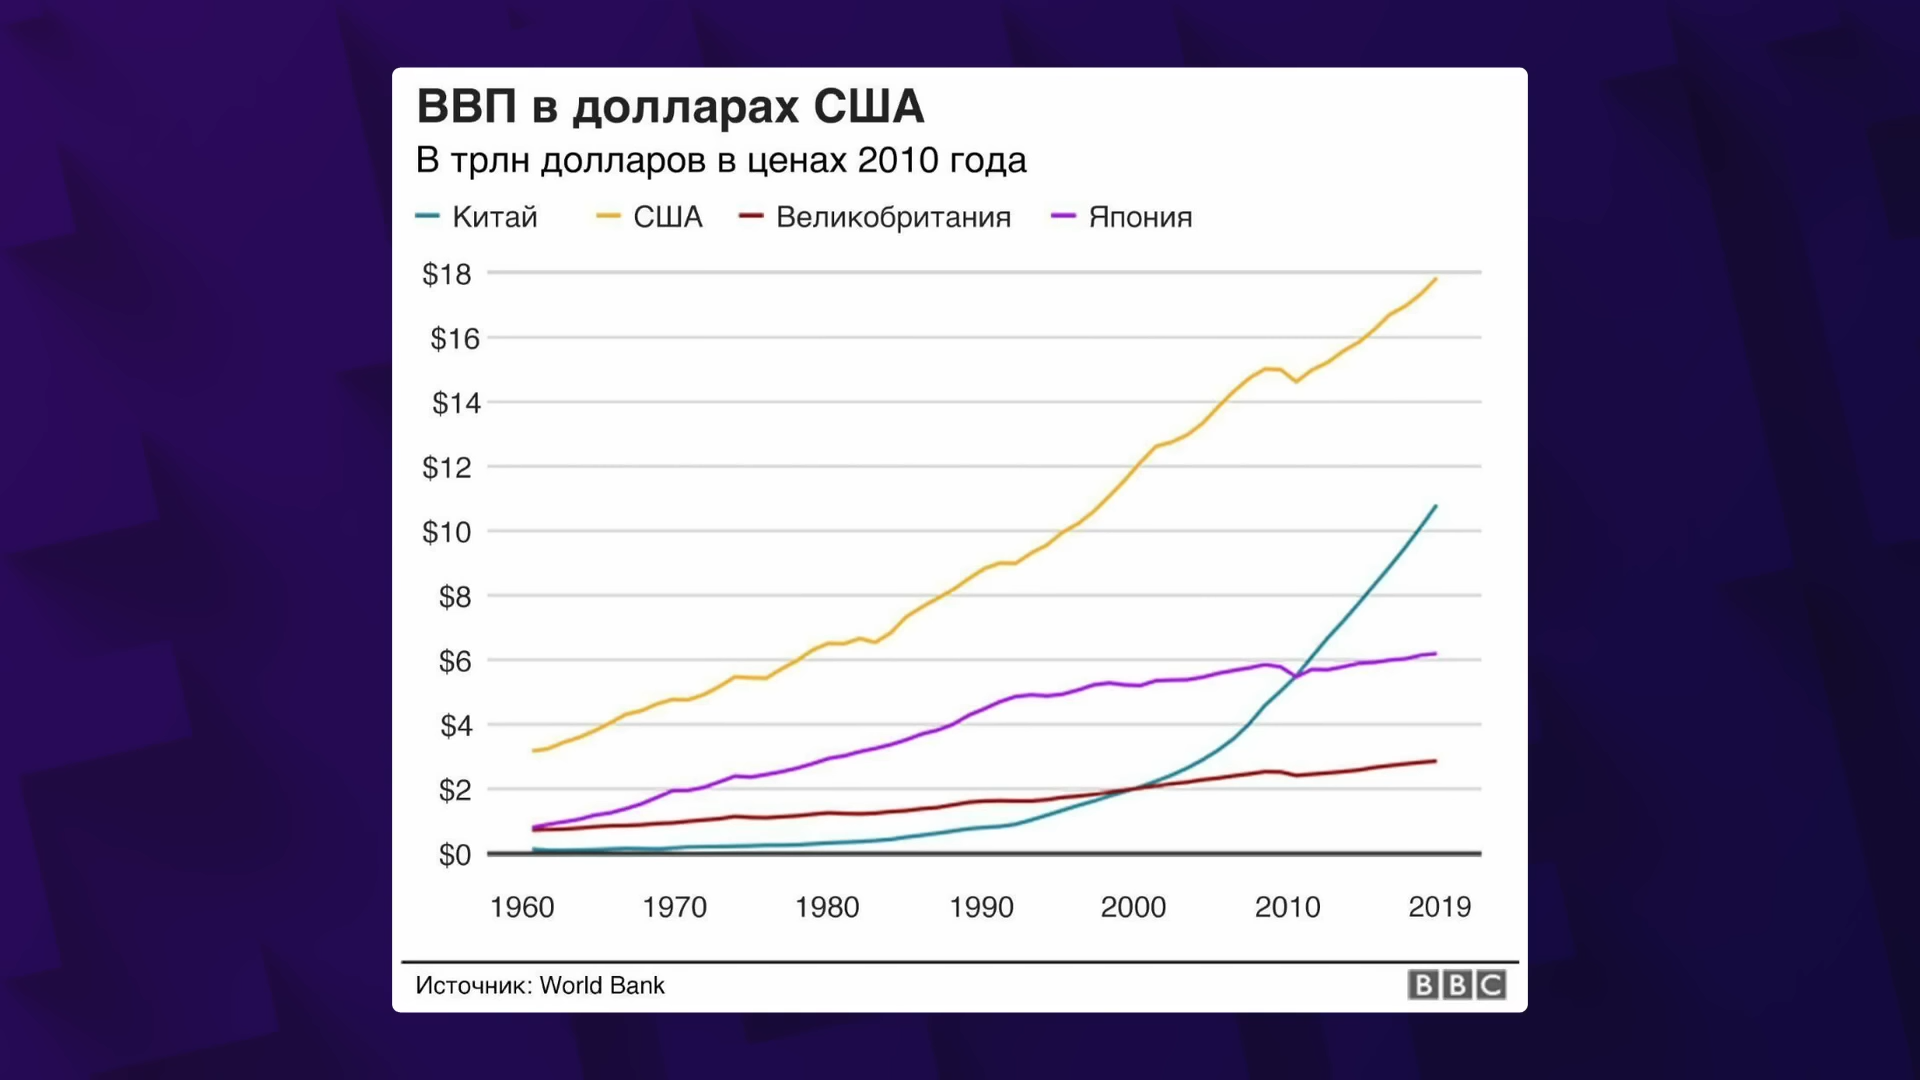 ВВП в долларах США
В трлн долларов в ценах 2010 года
Китай США Великобритания Япония
$18
$16
$14
$12
$10
$8
$6
$4
$2
$0
1960 1970 1980 1990 2000 2010 2019
Источник: World Bank
BBC